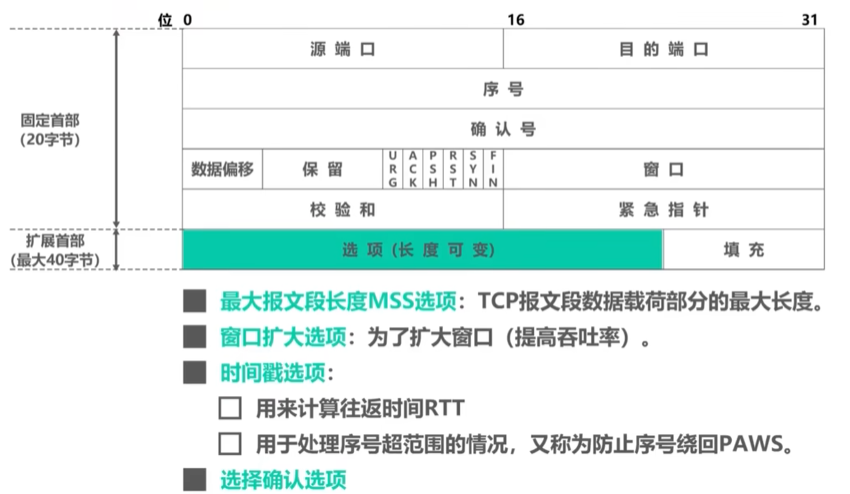 位 0 16 31
源 端 口 目 的 端 口
序 号
固定首部
(20字节)
确 认 号
数据偏移 保 留 URG ACK PSH RST SYN FIN 窗 口
校 验 和 紧 急 指 针
扩展首部
(最大40字节)
选 项 (长 度 可 变) 填 充
最大报文段长度MSS选项：TCP报文段数据载荷部分的最大长度。
窗口扩大选项：为了扩大窗口（提高吞吐率）。
时间戳选项：
用来计算往返时间RTT
用于处理序号超范围的情况，又称为防止序号绕回PAWS。
选择确认选项